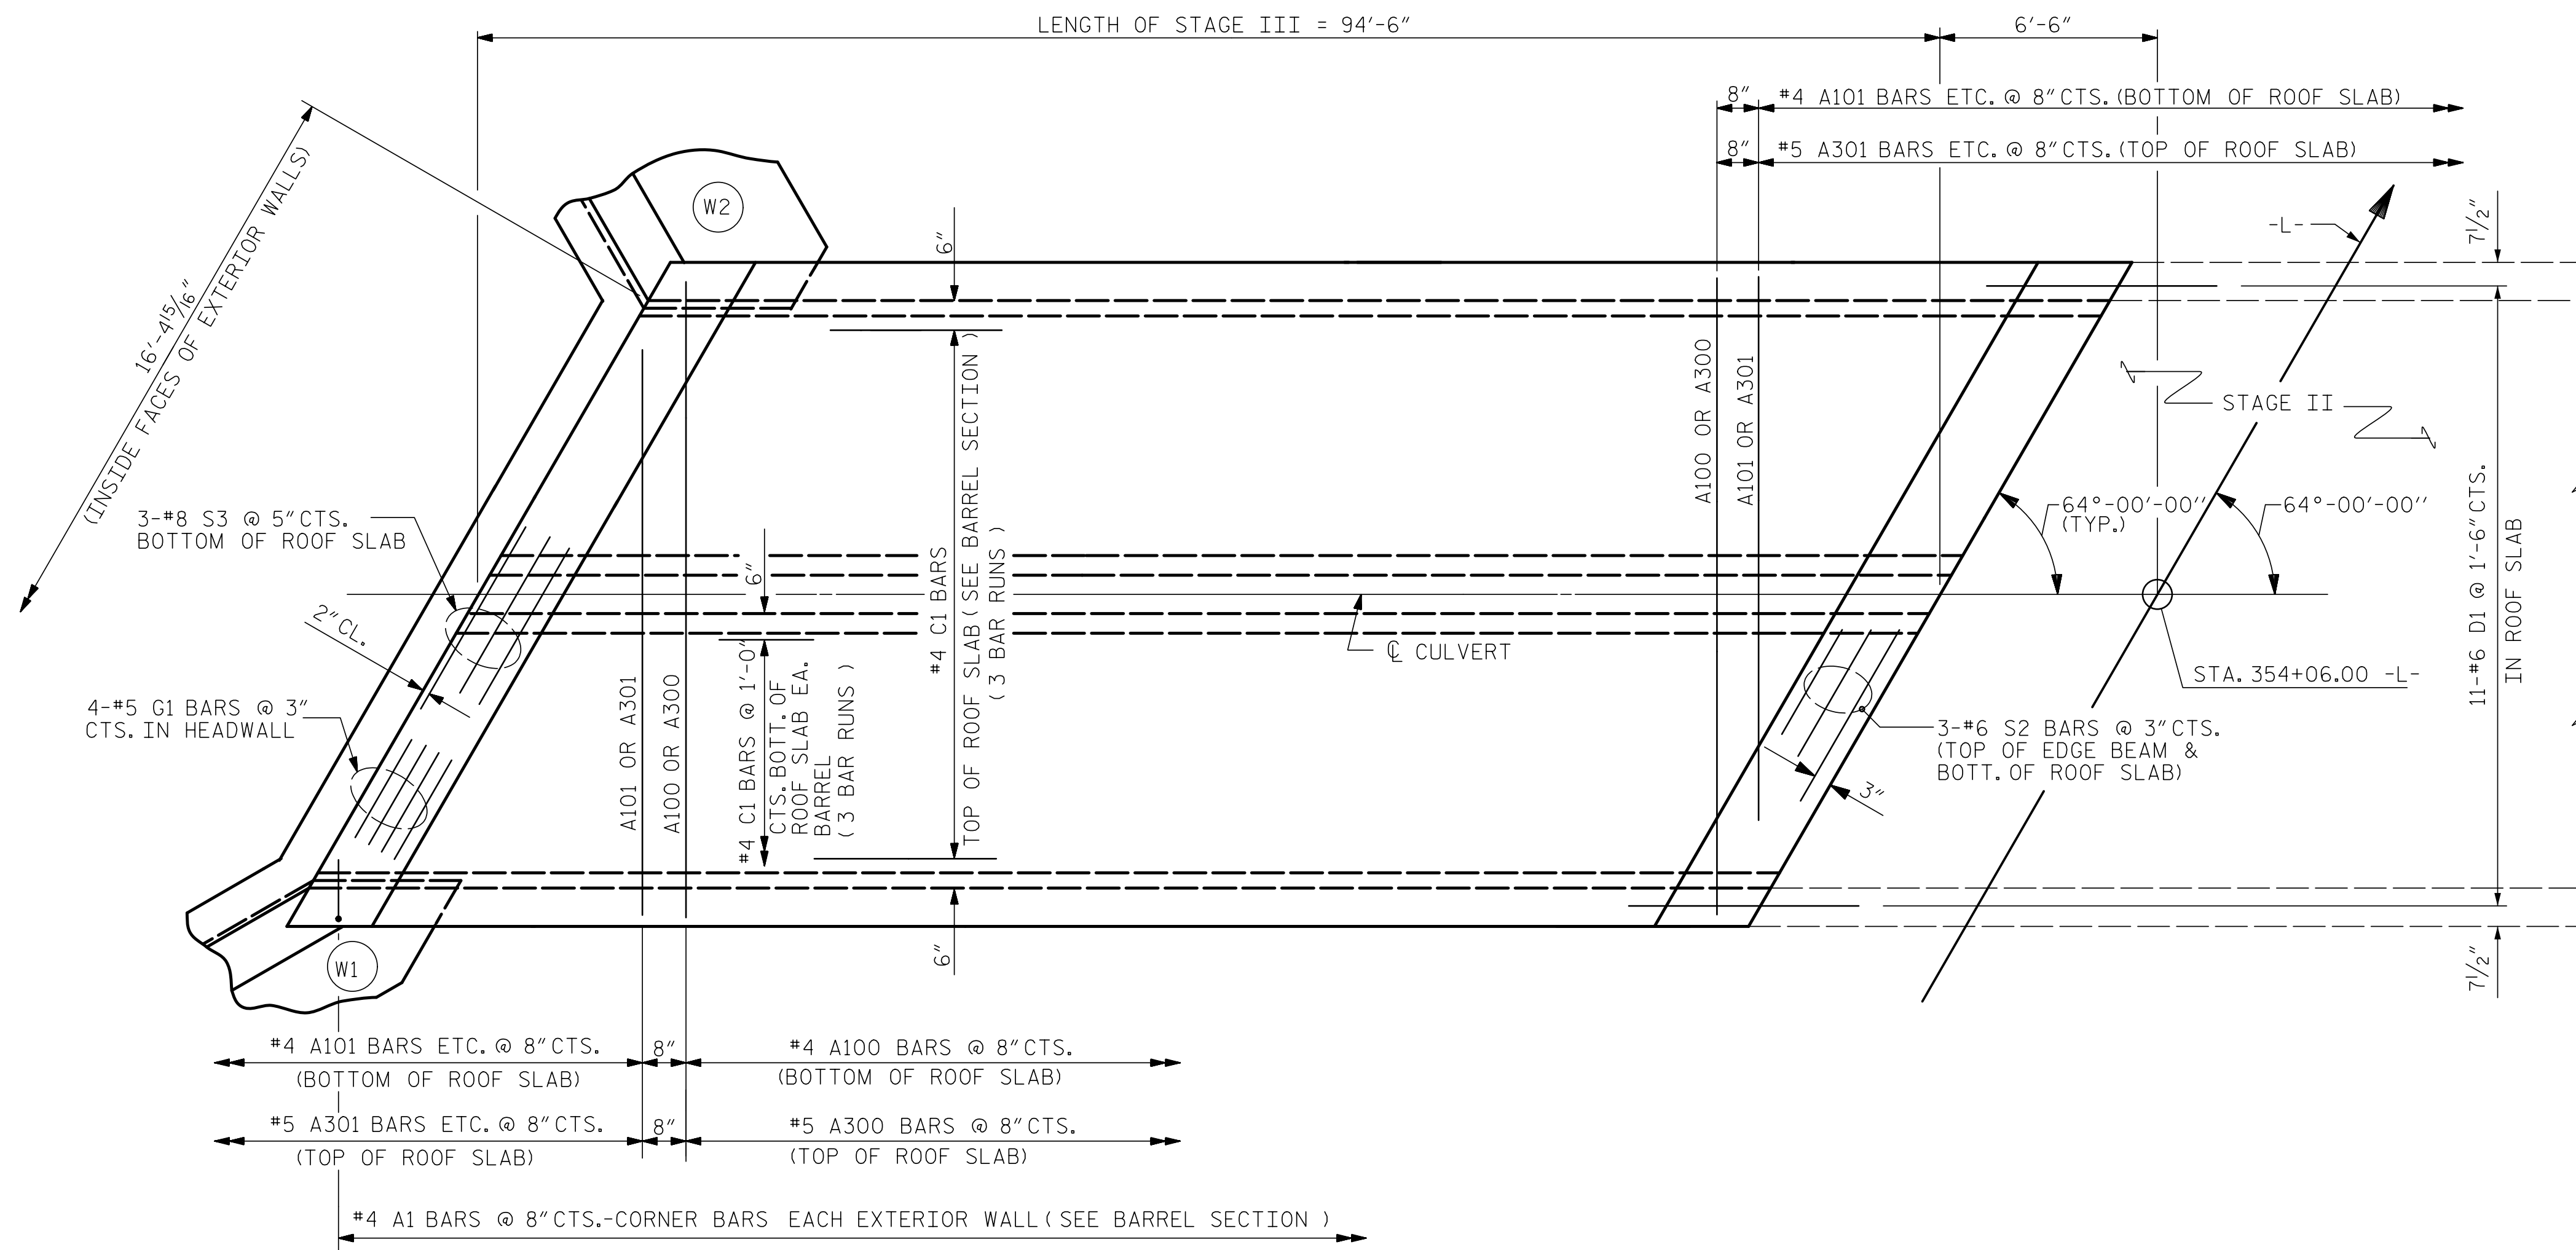 LENGTH OF STAGE III = 94'-6"
6'-6"
8"
#4 A101 BARS ETC. @ 8" CTS. (BOTTOM OF ROOF SLAB)
8"
#5 A301 BARS ETC. @ 8" CTS. (TOP OF ROOF SLAB)
16'-4 15/16"
(INSIDE FACES OF EXTERIOR WALLS)
W2
6"
-L-
7 1/2"
A100 OR A300
A101 OR A301
STAGE II
64°-00'-00"
(TYP.)
64°-00'-00"
11-#6 D1 @ 1'-6" CTS.
IN ROOF SLAB
3-#8 S3 @ 5" CTS.
BOTTOM OF ROOF SLAB
2" CL.
4-#5 G1 BARS @ 3"
CTS. IN HEADWALL
A101 OR A301
A100 OR A300
6"
#4 C1 BARS @ 1'-0"
CTS. BOTT. OF
ROOF SLAB EA.
BARREL
( 3 BAR RUNS )
#4 C1 BARS
TOP OF ROOF SLAB ( SEE BARREL SECTION )
( 3 BAR RUNS )
℄ CULVERT
STA. 354+06.00 -L-
3-#6 S2 BARS @ 3" CTS.
(TOP OF EDGE BEAM &
BOTT. OF ROOF SLAB)
3"
6"
7 1/2"
W1
#4 A101 BARS ETC. @ 8" CTS.
(BOTTOM OF ROOF SLAB)
8"
#4 A100 BARS @ 8" CTS.
(BOTTOM OF ROOF SLAB)
#5 A301 BARS ETC. @ 8" CTS.
(TOP OF ROOF SLAB)
8"
#5 A300 BARS @ 8" CTS.
(TOP OF ROOF SLAB)
#4 A1 BARS @ 8" CTS.-CORNER BARS EACH EXTERIOR WALL ( SEE BARREL SECTION )